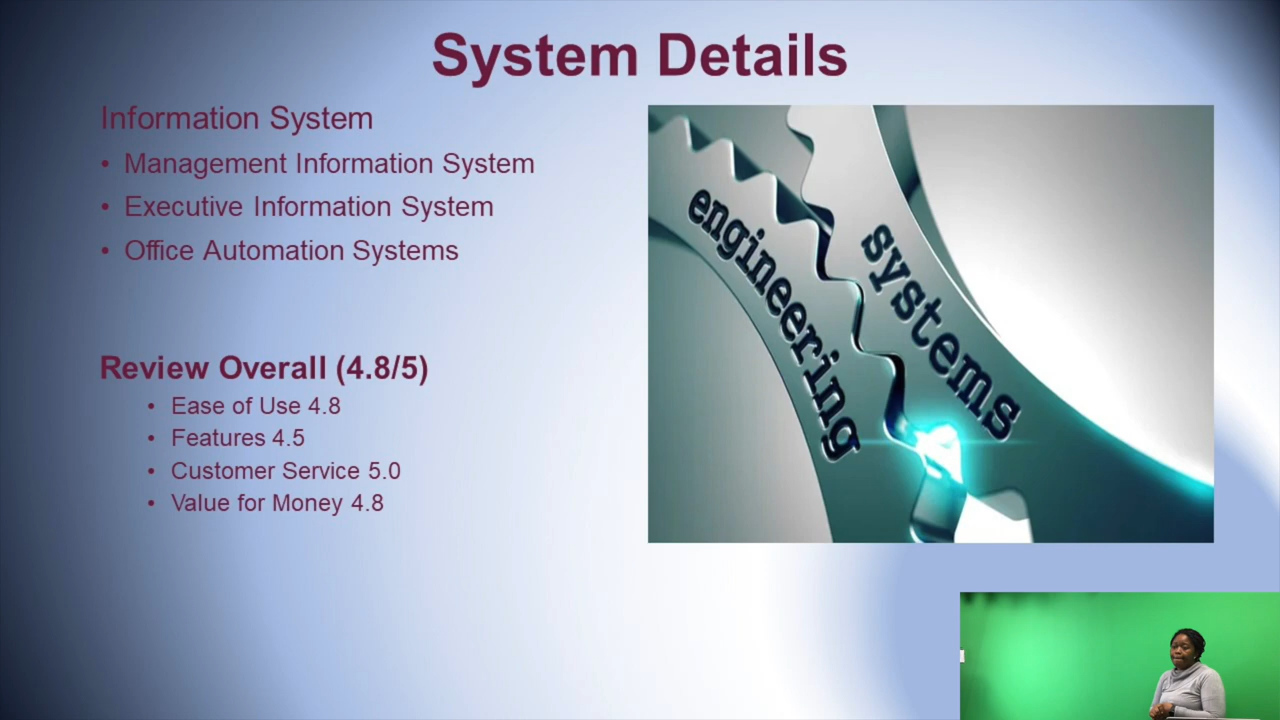 System Details
Information System
• Management Information System
• Executive Information System
• Office Automation Systems
Review Overall (4.8/5)
• Ease of Use 4.8
• Features 4.5
• Customer Service 5.0
• Value for Money 4.8
engineering
systems